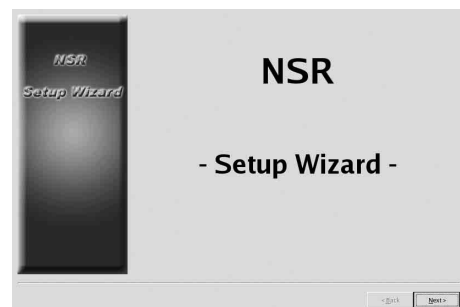 NSR
Setup Wizard
NSR
- Setup Wizard -
< Back
Next >